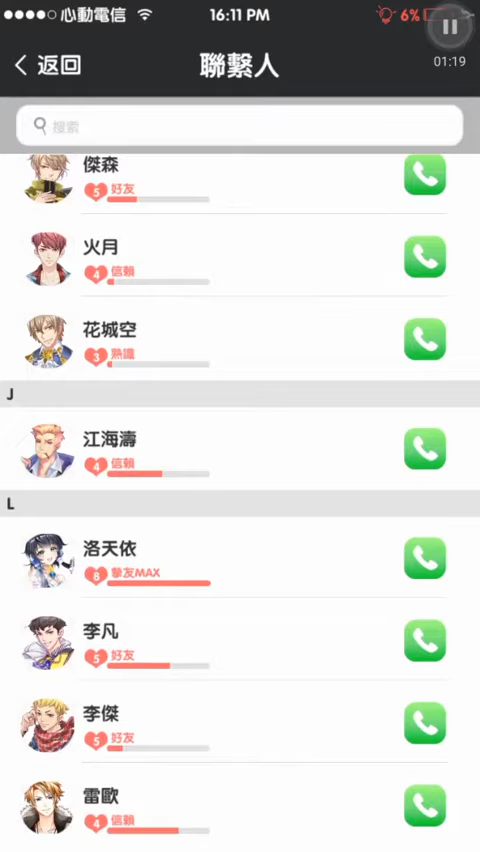 心動電信 16:11 PM 6%
返回 聯繫人 01:19
搜索
傑森
5 好友
火月
4 信賴
花城空
3 熟識
J
江海濤
4 信賴
L
洛天依
8 摯友MAX
李凡
5 好友
李傑
5 好友
雷歐
4 信賴